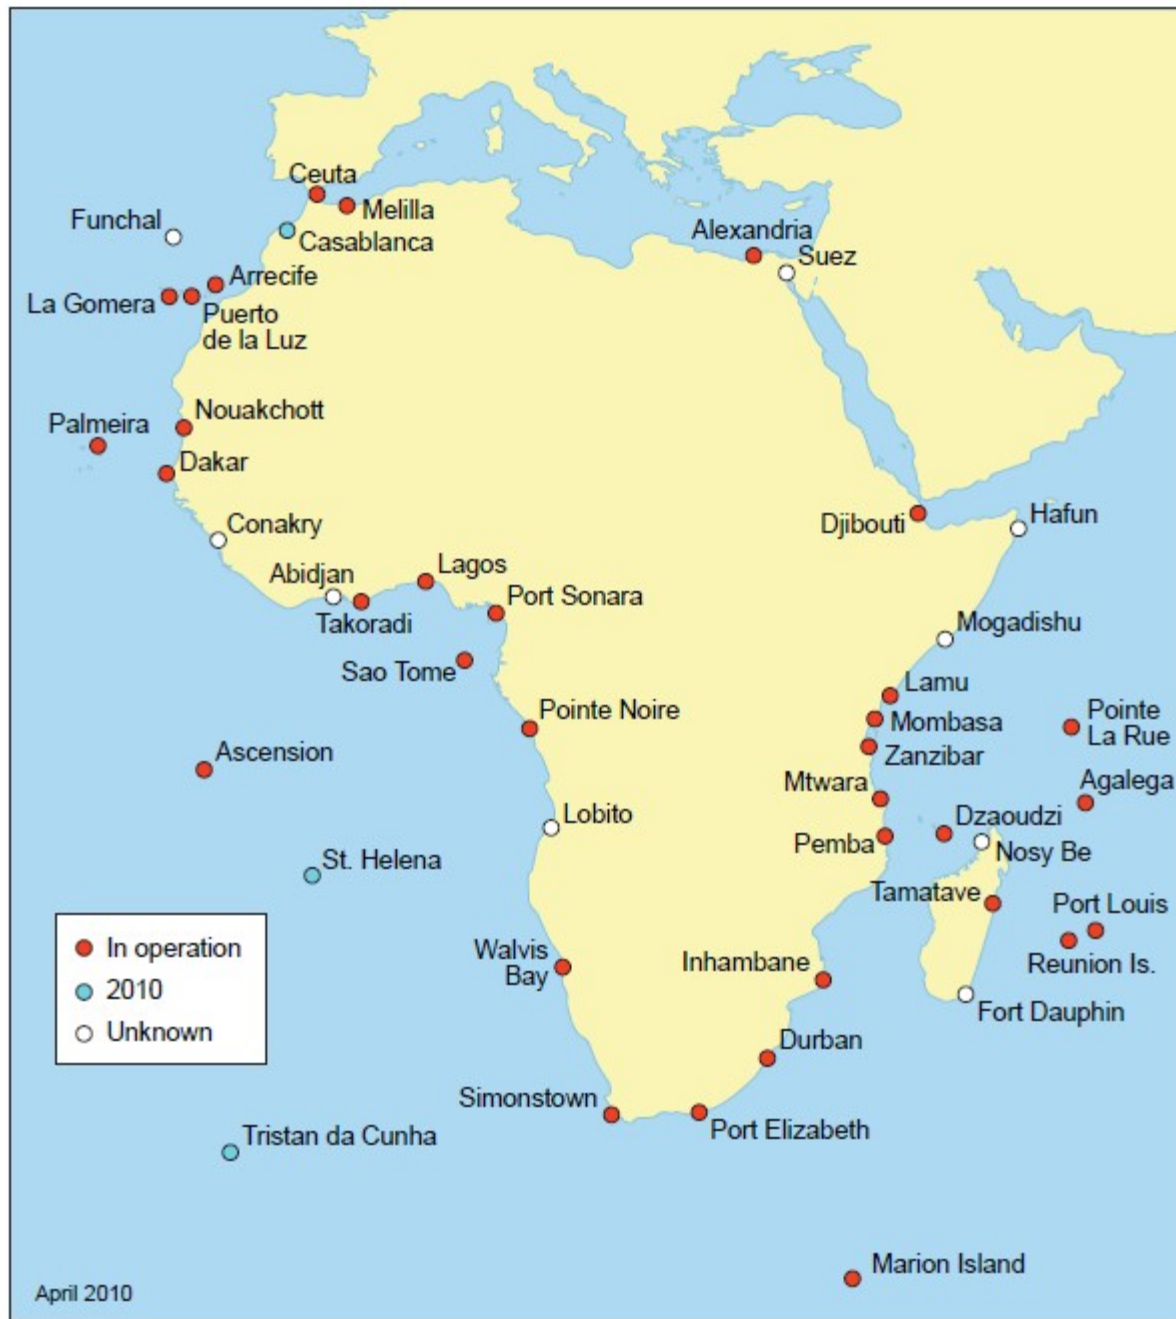 Ceuta
Melilla
Funchal
Casablanca
Alexandria
Suez
Arrecife
La Gomera
Puerto
de la Luz
Nouakchott
Palmeira
Dakar
Conakry
Djibouti
Hafun
Abidjan
Lagos
Takoradi
Port Sonara
Mogadishu
Sao Tome
Lamu
Pointe Noire
Mombasa
Pointe
La Rue
Zanzibar
Ascension
Mtwara
Agalega
Lobito
Dzaoudzi
Pemba
Nosy Be
St. Helena
Tamatave
Port Louis
Reunion Is.
Walvis
Bay
Inhambane
Fort Dauphin
In operation
2010
Unknown
Durban
Simonstown
Port Elizabeth
Tristan da Cunha
Marion Island
April 2010